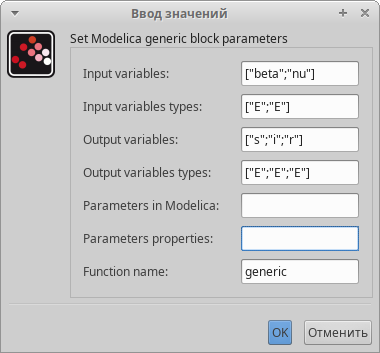 Ввод значений
Set Modelica generic block parameters
Input variables: ["beta";"nu"]
Input variables types: ["E";"E"]
Output variables: ["s";"i";"r"]
Output variables types: ["E";"E";"E"]
Parameters in Modelica:
Parameters properties:
Function name: generic
OK Отменить